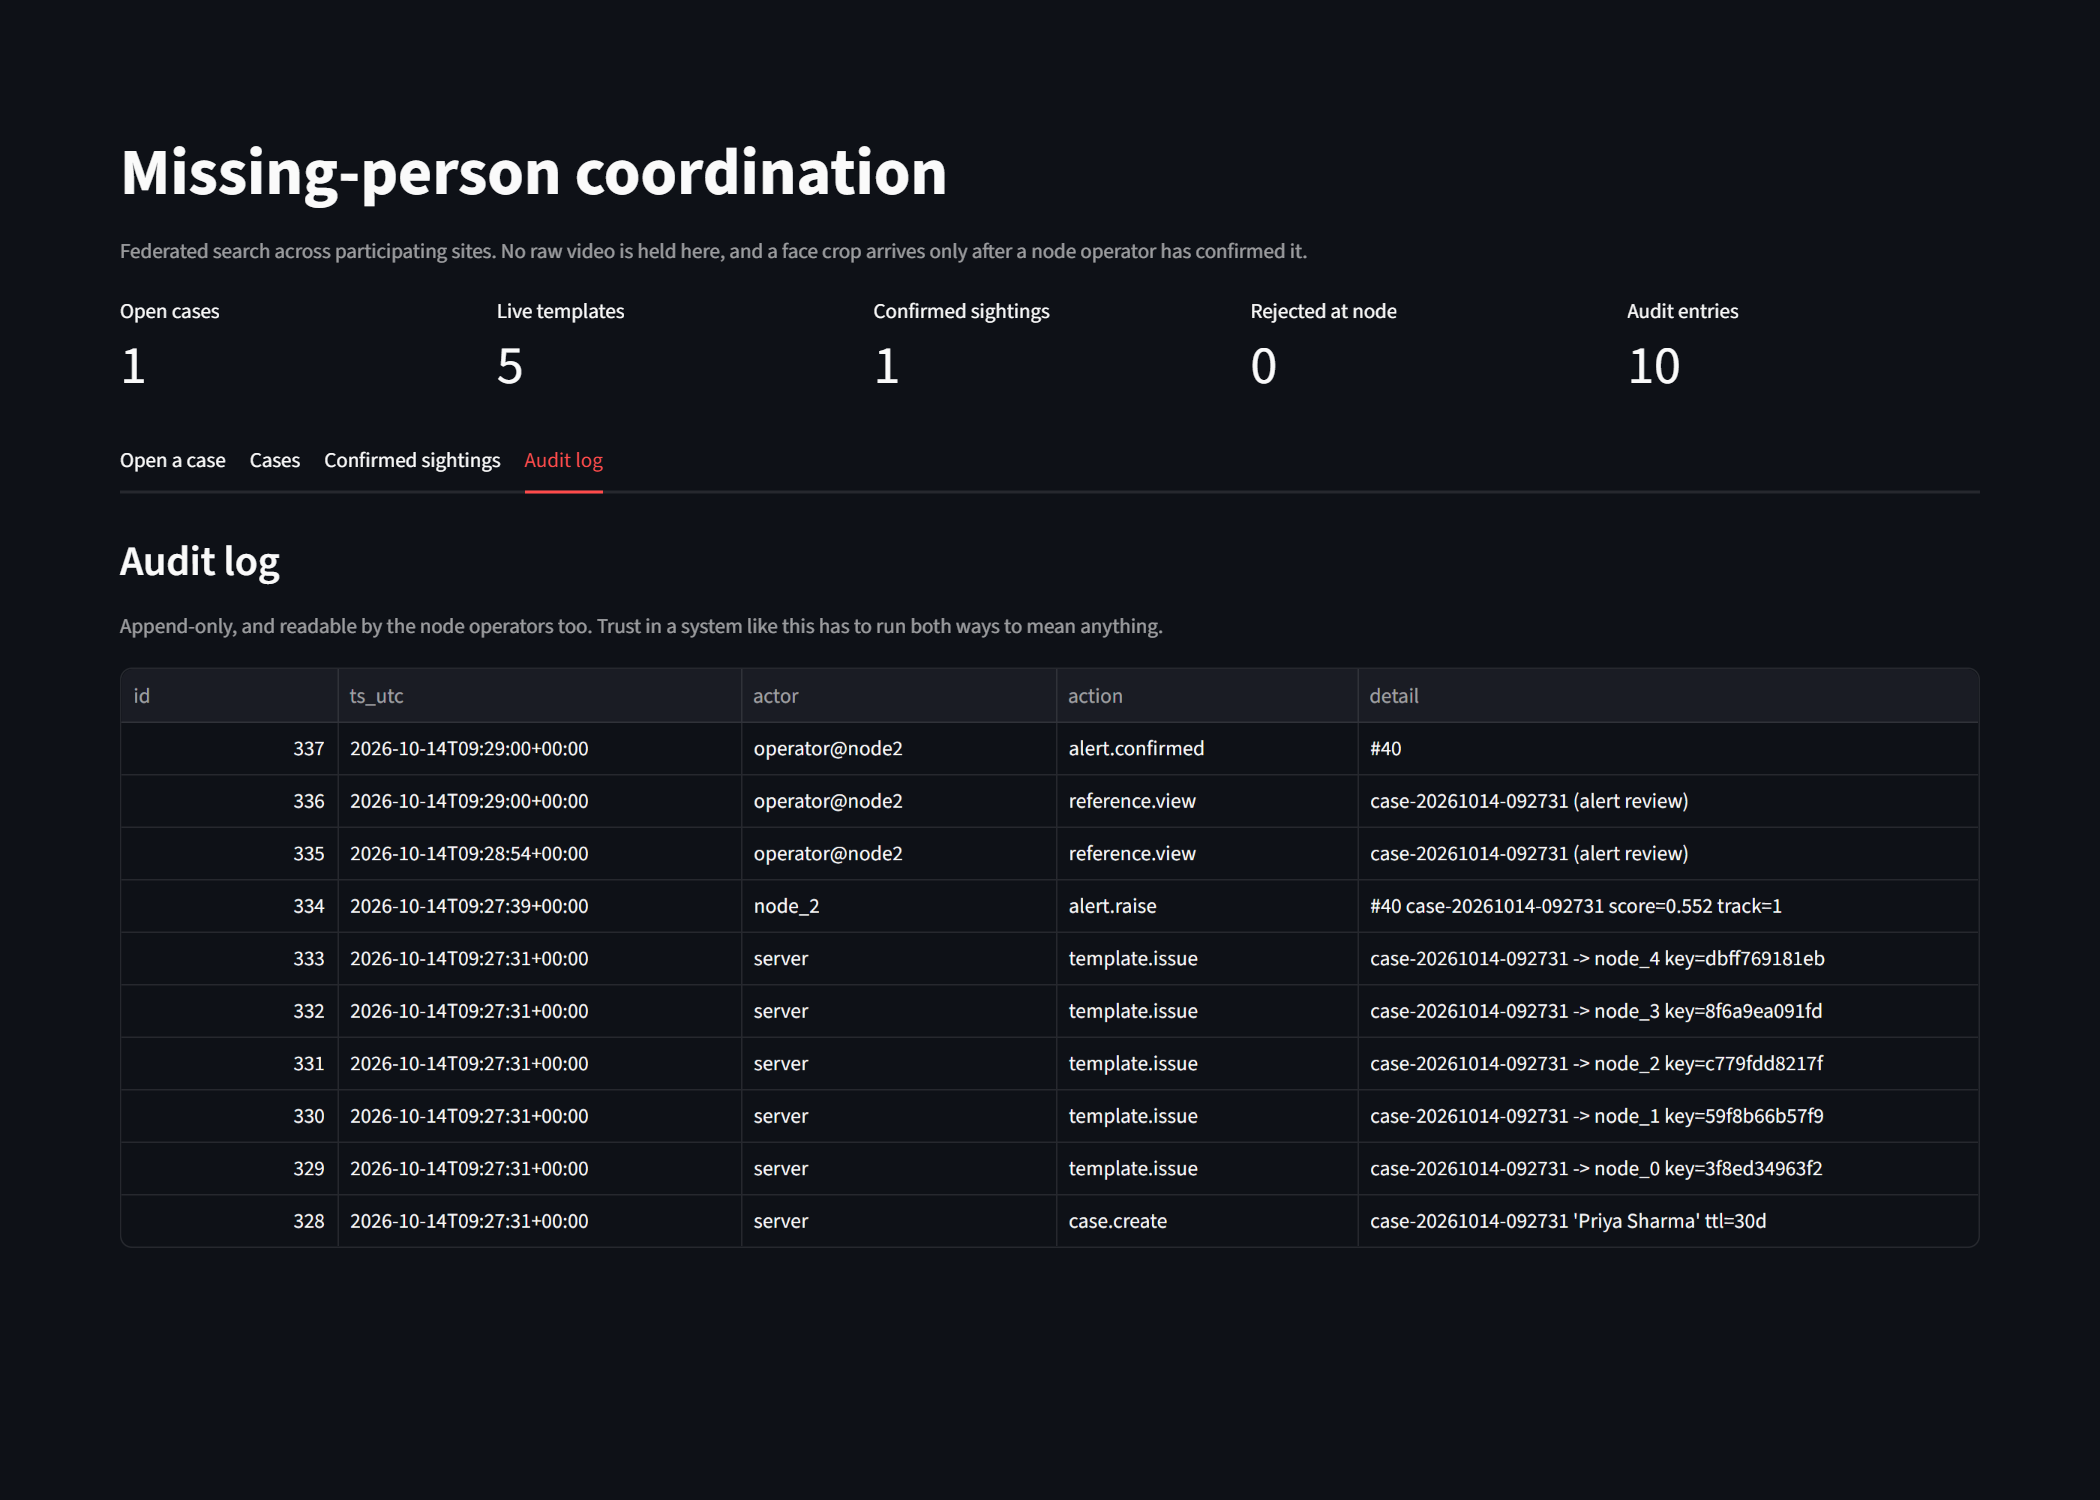 Missing-person coordination
Federated search across participating sites. No raw video is held here, and a face crop arrives only after a node operator has confirmed it.
Open cases Live templates Confirmed sightings Rejected at node Audit entries
1 5 1 0 10
Open a case Cases Confirmed sightings Audit log
Audit log
Append-only, and readable by the node operators too. Trust in a system like this has to run both ways to mean anything.
id ts_utc actor action detail
337 2026-10-14T09:29:00+00:00 operator@node2 alert.confirmed #40
336 2026-10-14T09:29:00+00:00 operator@node2 reference.view case-20261014-092731 (alert review)
335 2026-10-14T09:28:54+00:00 operator@node2 reference.view case-20261014-092731 (alert review)
334 2026-10-14T09:27:39+00:00 node_2 alert.raise #40 case-20261014-092731 score=0.552 track=1
333 2026-10-14T09:27:31+00:00 server template.issue case-20261014-092731 -> node_4 key=dbff769181eb
332 2026-10-14T09:27:31+00:00 server template.issue case-20261014-092731 -> node_3 key=8f6a9ea091fd
331 2026-10-14T09:27:31+00:00 server template.issue case-20261014-092731 -> node_2 key=c779fdd8217f
330 2026-10-14T09:27:31+00:00 server template.issue case-20261014-092731 -> node_1 key=59f8b66b57f9
329 2026-10-14T09:27:31+00:00 server template.issue case-20261014-092731 -> node_0 key=3f8ed34963f2
328 2026-10-14T09:27:31+00:00 server case.create case-20261014-092731 'Priya Sharma' ttl=30d